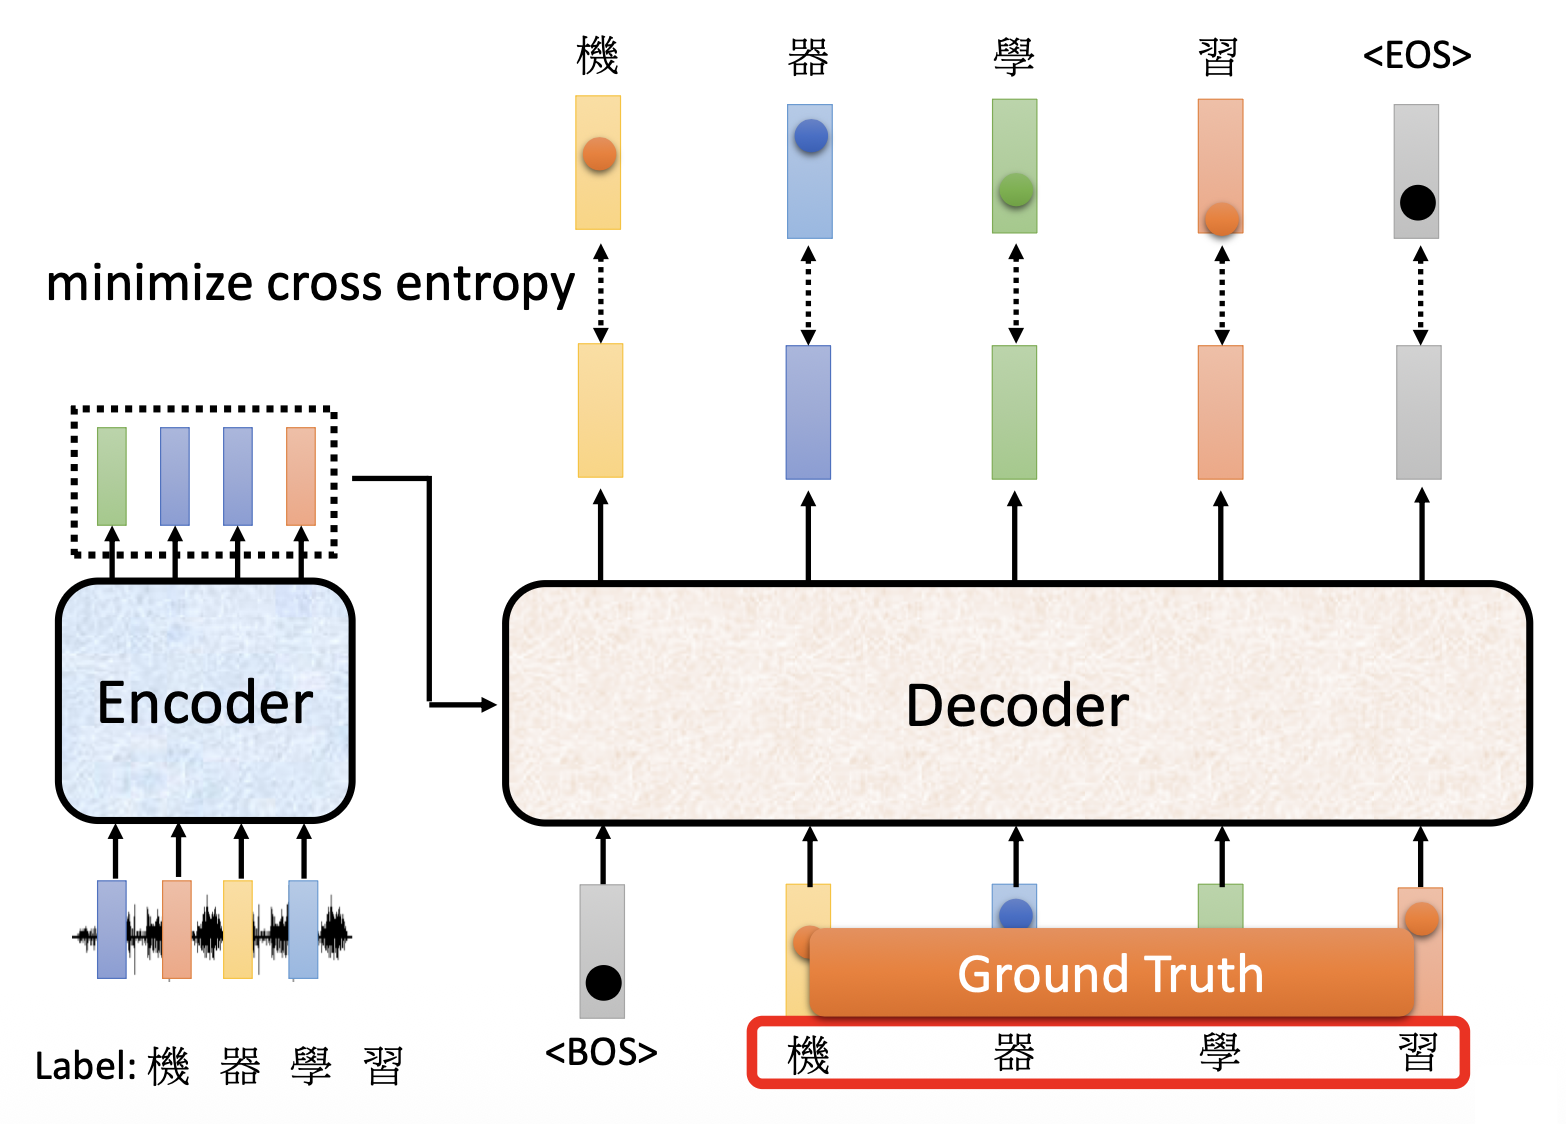 機 器 學 習 <EOS>
minimize cross entropy
Encoder
Decoder
Ground Truth
<BOS> 機 器 學 習
Label: 機 器 學 習